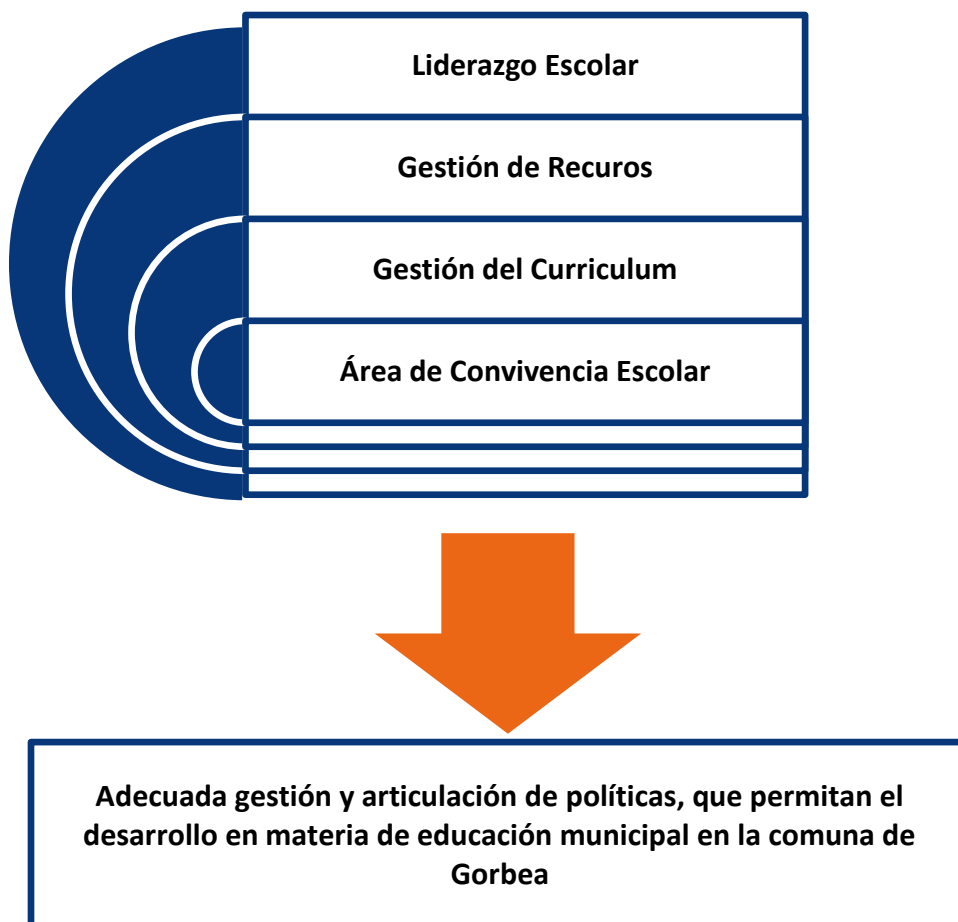 Liderazgo Escolar
Gestión de Recuros
Gestión del Curriculum
Área de Convivencia Escolar
Adecuada gestión y articulación de políticas, que permitan el
desarrollo en materia de educación municipal en la comuna de
Gorbea